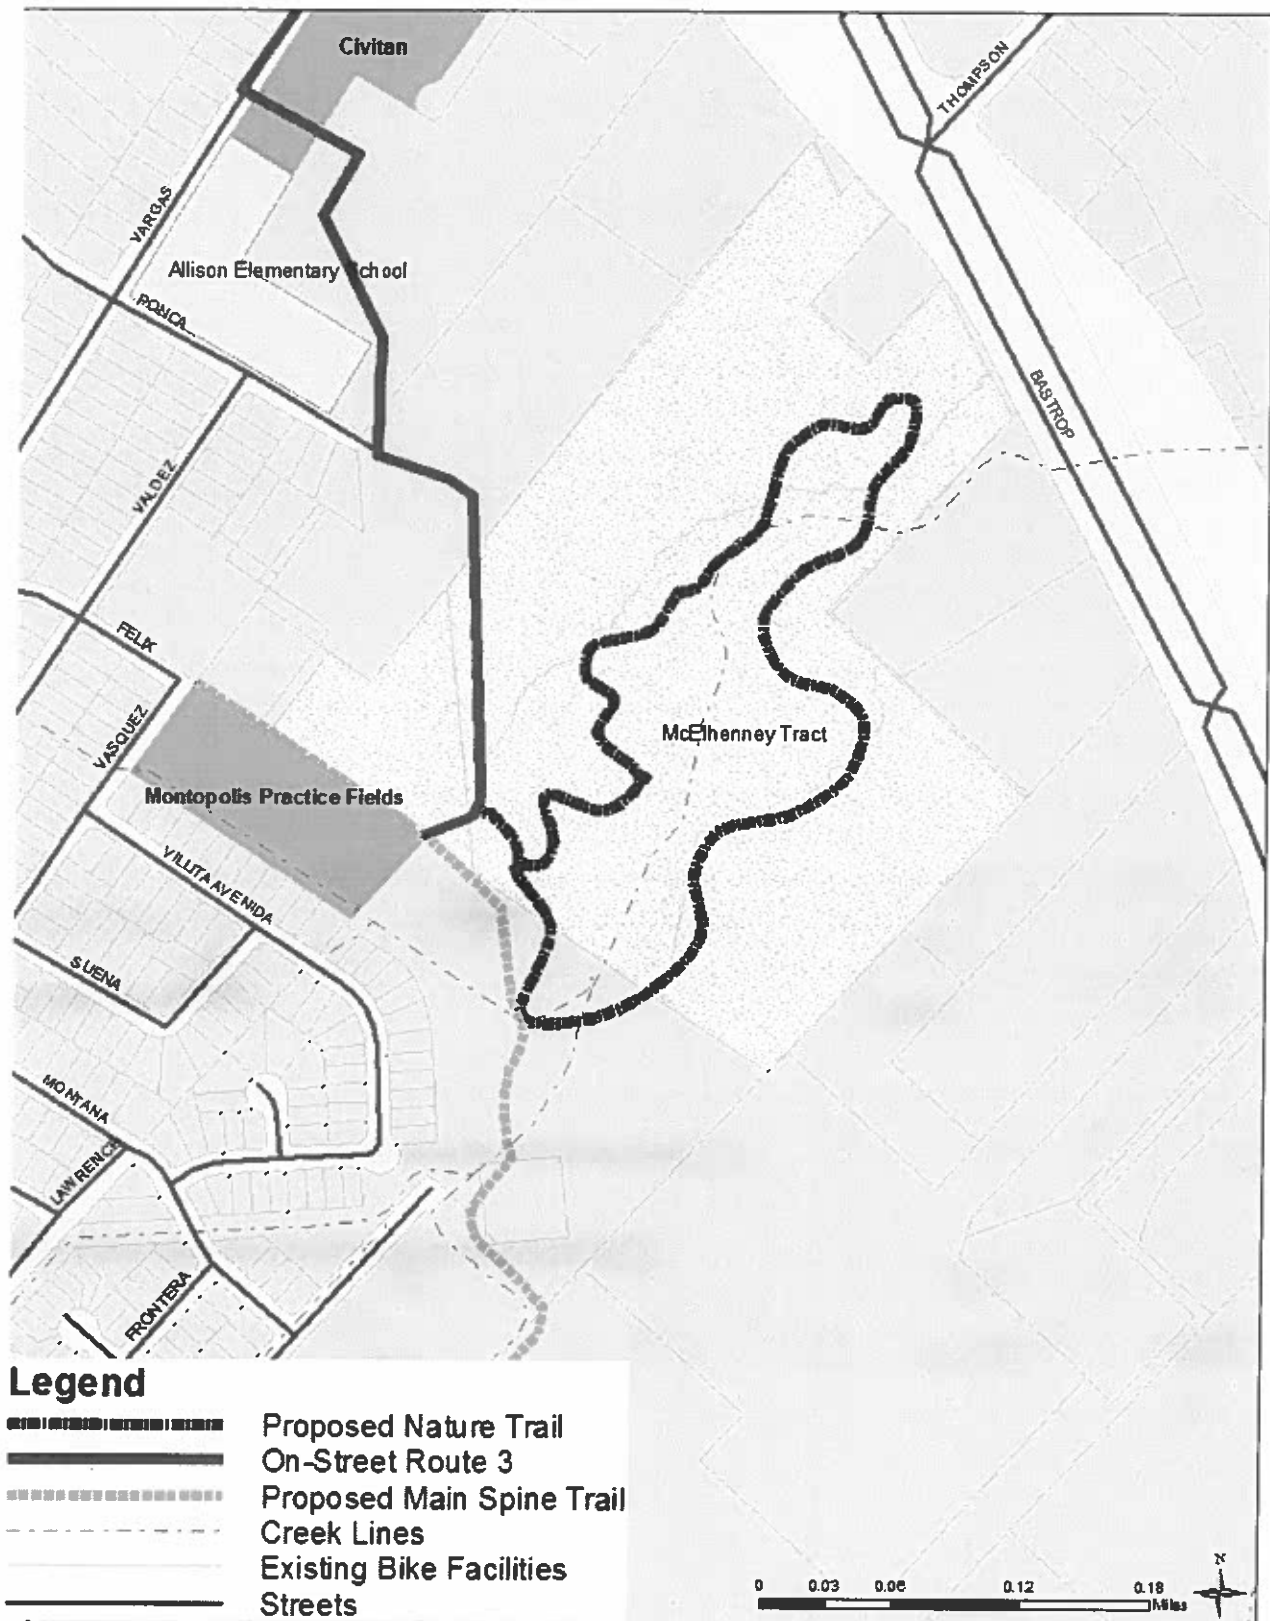 Civitan
THOMPSON
VARGAS
Allison Elementary School
PONCA
BASTROP
VALDEZ
FELIX
VASQUEZ
McElhenney Tract
Montopolis Practice Fields
VILLITA AVENIDA
SUENA
MONTANA
LAWRENCE
FRONTERA
Legend
Proposed Nature Trail
On-Street Route 3
Proposed Main Spine Trail
Creek Lines
Existing Bike Facilities
Streets
N
0 0.03 0.06 0.12 0.18
Miles